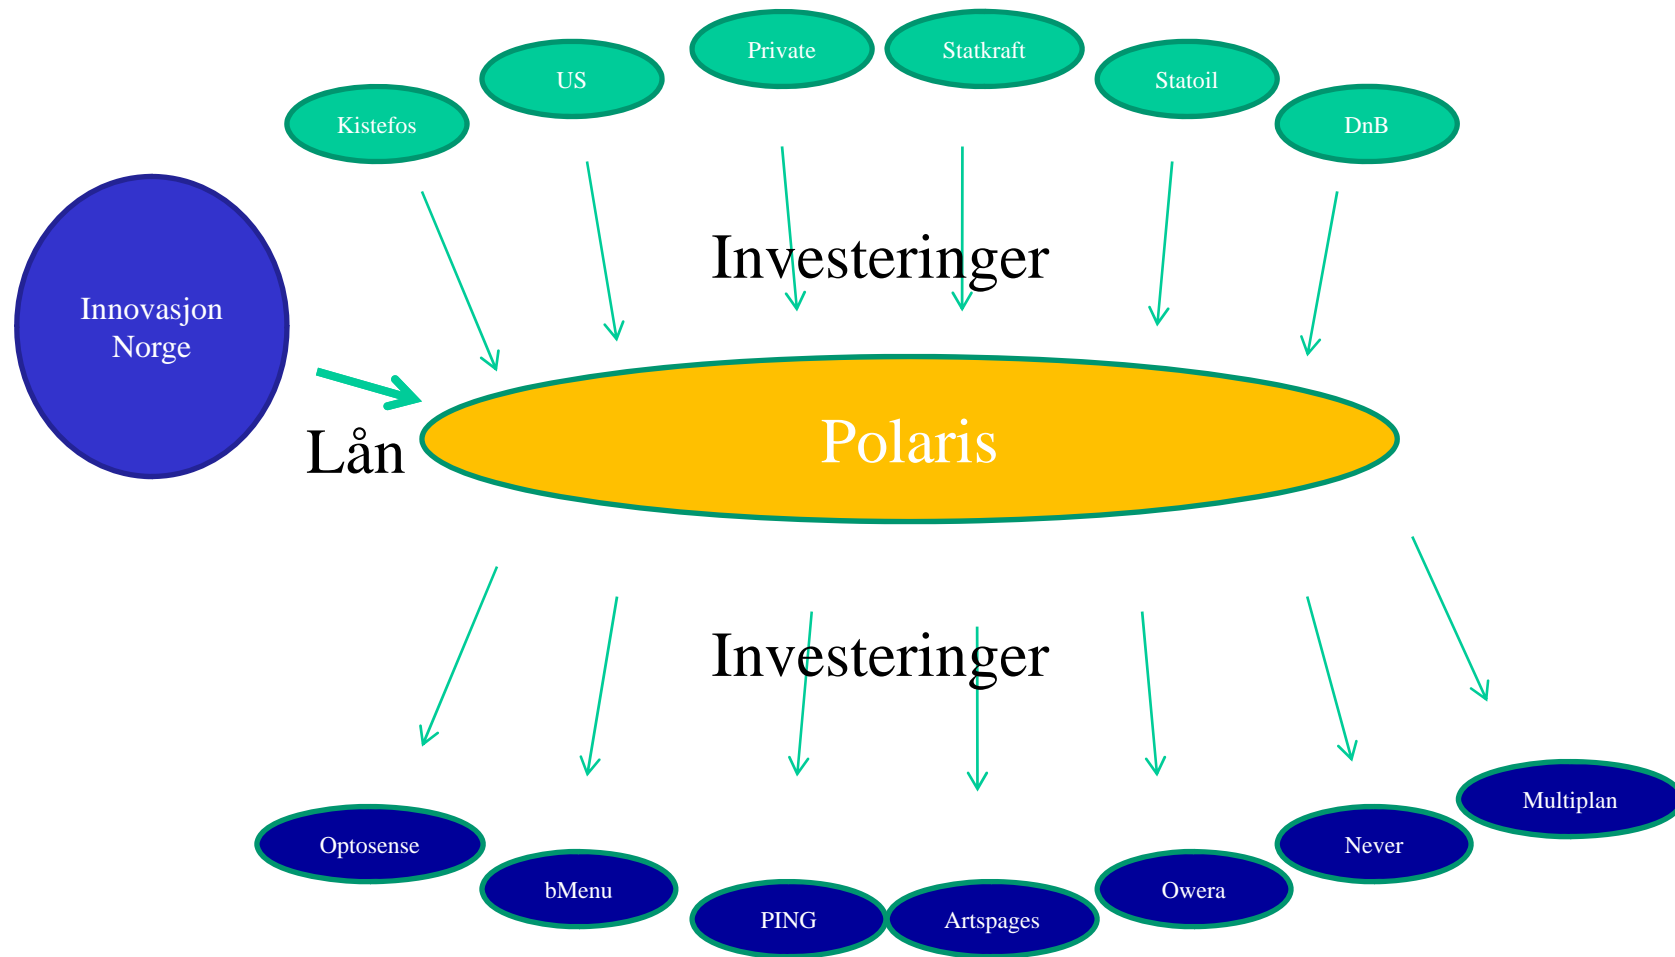 Private
Statkraft
US
Statoil
Kistefos
DnB
Investeringer
Innovasjon
Norge
Lån
Polaris
Investeringer
Multiplan
Optosense
Never
bMenu
Owera
PING
Artspages